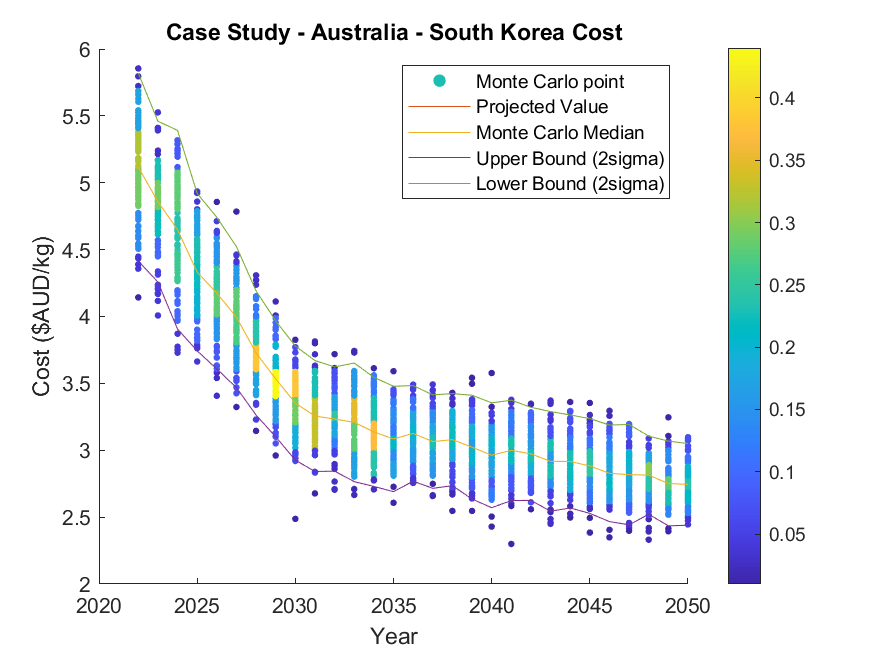 Case Study - Australia - South Korea Cost
6
5.5
5
4.5
4
3.5
3
2.5
2
Cost ($AUD/kg)
Monte Carlo point
Projected Value
Monte Carlo Median
Upper Bound (2sigma)
Lower Bound (2sigma)
0.4
0.35
0.3
0.25
0.2
0.15
0.1
0.05
2020 2025 2030 2035 2040 2045 2050
Year